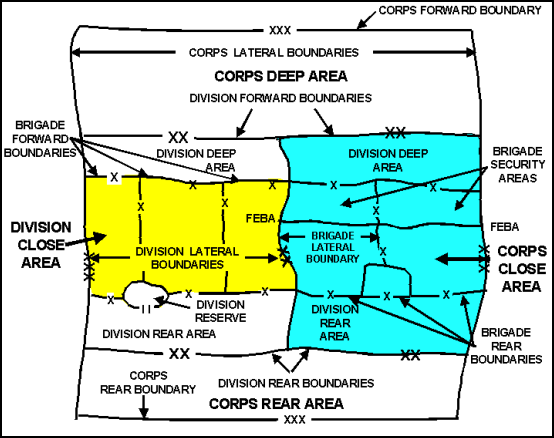 XXX
CORPS FORWARD BOUNDARY
CORPS LATERAL BOUNDARIES
CORPS DEEP AREA
DIVISION FORWARD BOUNDARIES
BRIGADE
FORWARD
BOUNDARIES
XX
XX
DIVISION DEEP
AREA
DIVISION DEEP
AREA
BRIGADE
SECURITY
AREAS
X
X
X
X
X
X
X
X
FEBA
FEBA
DIVISION
CLOSE
AREA
DIVISION LATERAL
BOUNDARIES
BRIGADE
LATERAL
BOUNDARY
X
XX
XX
XX
CORPS
CLOSE
AREA
X
X
X
X
X
X
II
DIVISION
RESERVE
DIVISION
REAR
AREA
DIVISION REAR AREA
BRIGADE
REAR
BOUNDARIES
XX
XX
CORPS
REAR BOUNDARY
DIVISION REAR BOUNDARIES
CORPS REAR AREA
XXX